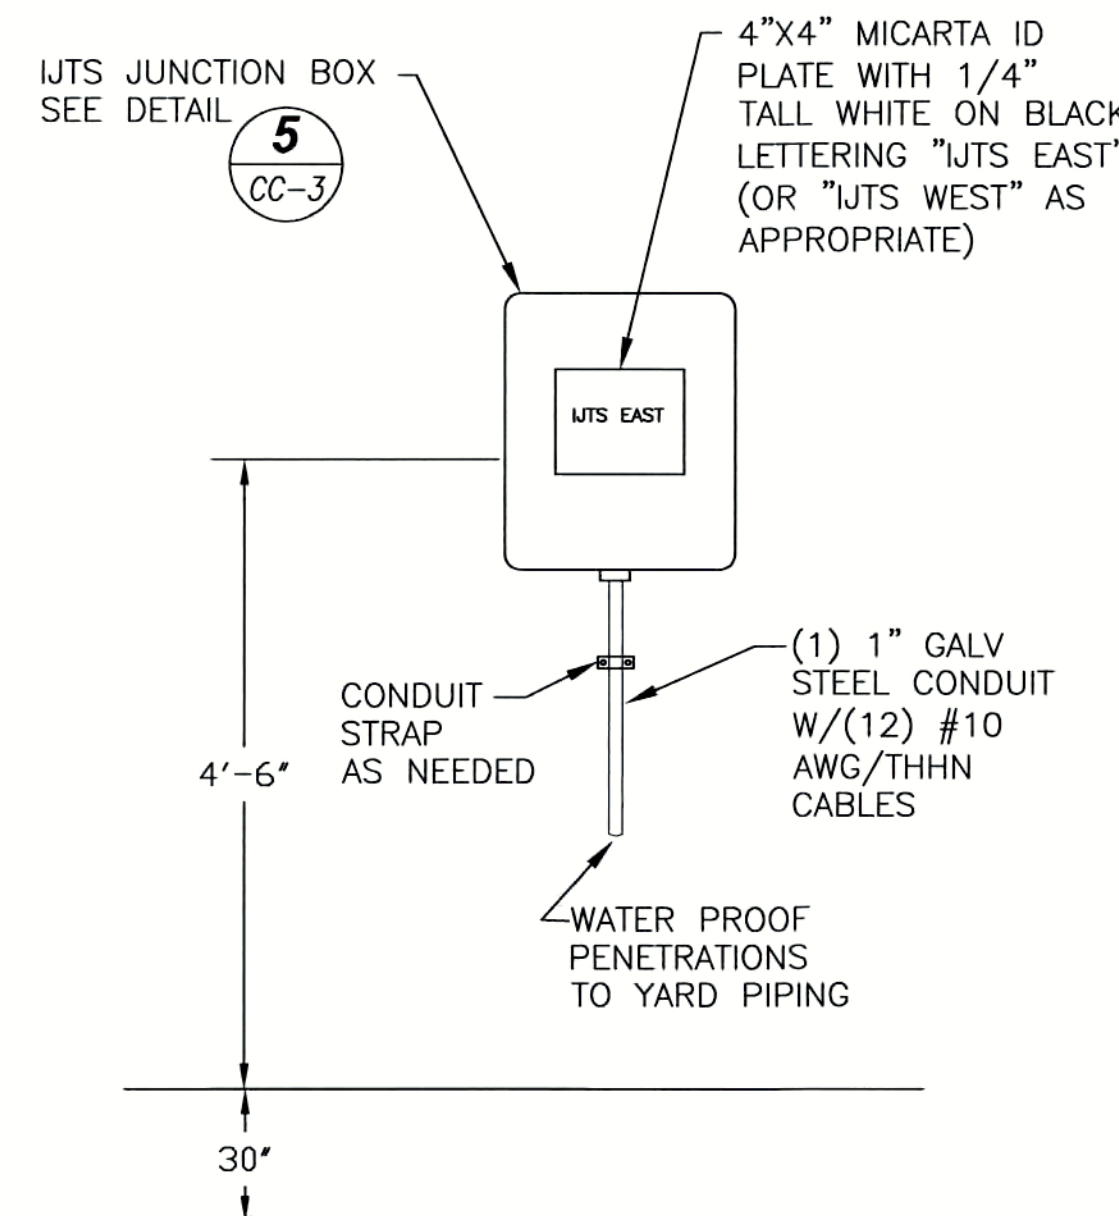 IJTS JUNCTION BOX
SEE DETAIL
5
CC-3
4"X4" MICARTA ID
PLATE WITH 1/4"
TALL WHITE ON BLACK
LETTERING "IJTS EAST"
(OR "IJTS WEST" AS
APPROPRIATE)
IJTS EAST
4'-6"
CONDUIT
STRAP
AS NEEDED
(1) 1" GALV
STEEL CONDUIT
W/(12) #10
AWG/THHN
CABLES
WATER PROOF
PENETRATIONS
TO YARD PIPING
30"